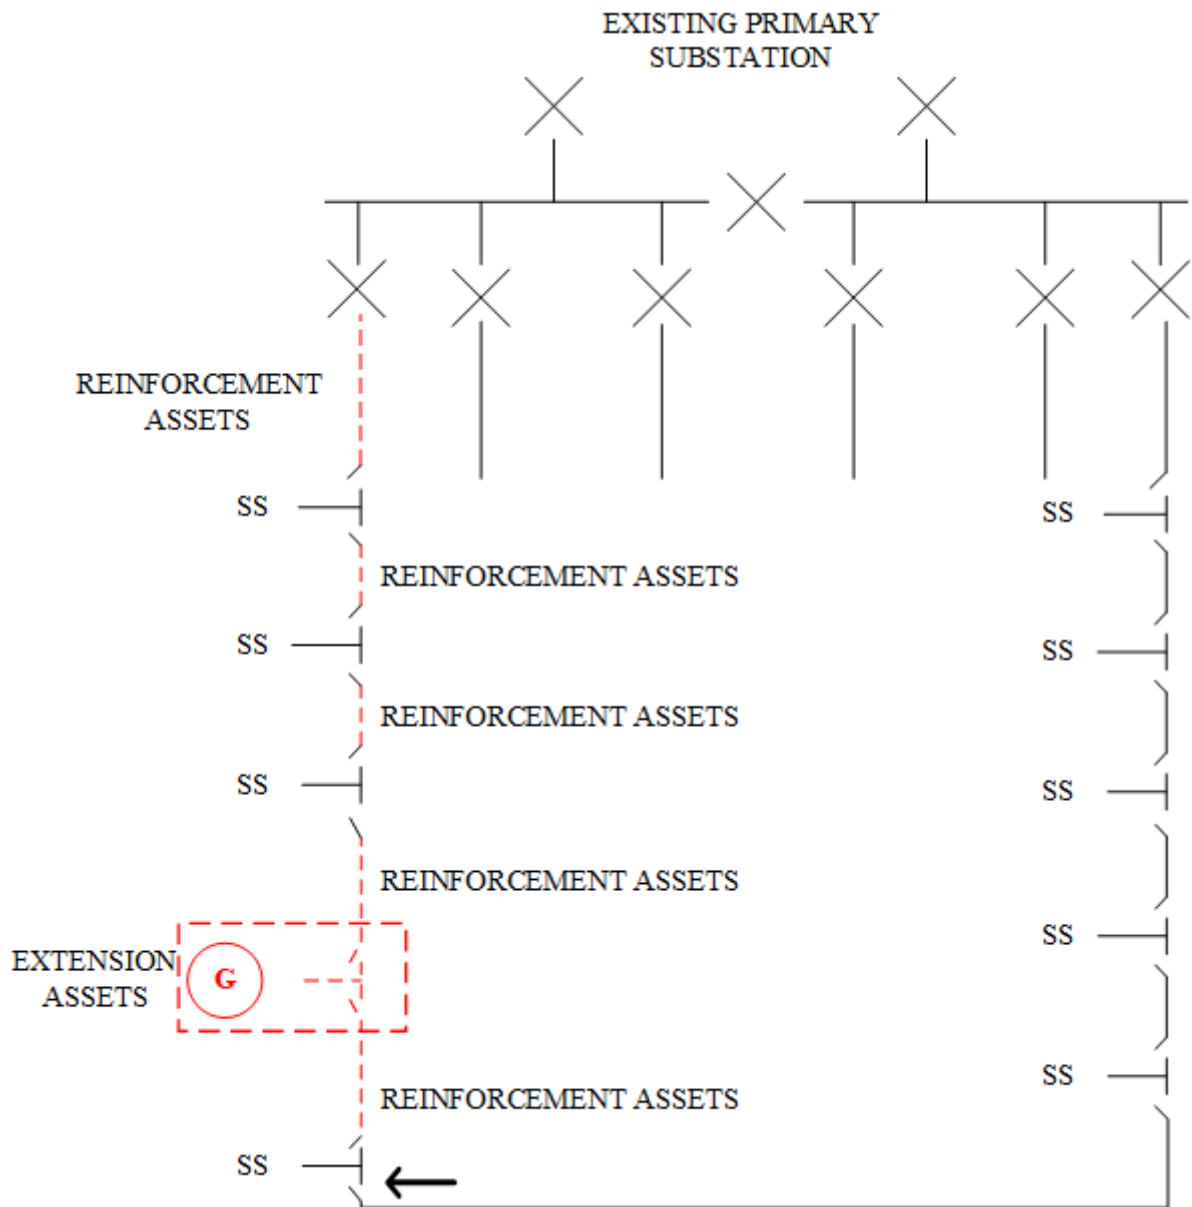 EXISTING PRIMARY
SUBSTATION
REINFORCEMENT
ASSETS
SS
SS
REINFORCEMENT ASSETS
SS
SS
REINFORCEMENT ASSETS
SS
SS
REINFORCEMENT ASSETS
SS
EXTENSION
ASSETS
G
SS
REINFORCEMENT ASSETS
SS